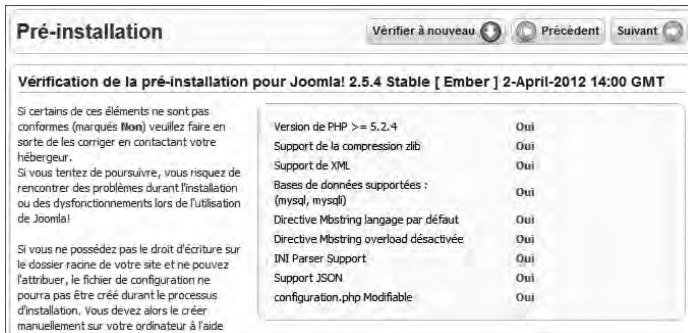 Pré-installation
Vérifier à nouveau
Précédent
Suivant
Vérification de la pré-installation pour Joomla! 2.5.4 Stable [ Ember ] 2-April-2012 14:00 GMT
Si certains de ces éléments ne sont pas
conformes (marqués Non) veuillez faire en
sorte de les corriger en contactant votre
hébergeur.
Si vous tentez de poursuivre, vous risquez de
rencontrer des problèmes durant l'installation
ou des dysfonctionnements lors de l'utilisation
de Joomla!
Si vous ne possédez pas le droit d'écriture sur
le dossier racine de votre site et ne pouvez
l'attribuer, le fichier de configuration ne
pourra pas être créé durant le processus
d'installation. Vous devez alors le créer
manuellement sur votre ordinateur à l'aide
Version de PHP >= 5.2.4 Oui
Support de la compression zlib Oui
Support de XML Oui
Bases de données supportées :
(mysql, mysqli) Oui
Directive Mbstring langage par défaut Oui
Directive Mbstring overload désactivée Oui
INI Parser Support Oui
Support JSON Oui
configuration.php Modifiable Oui